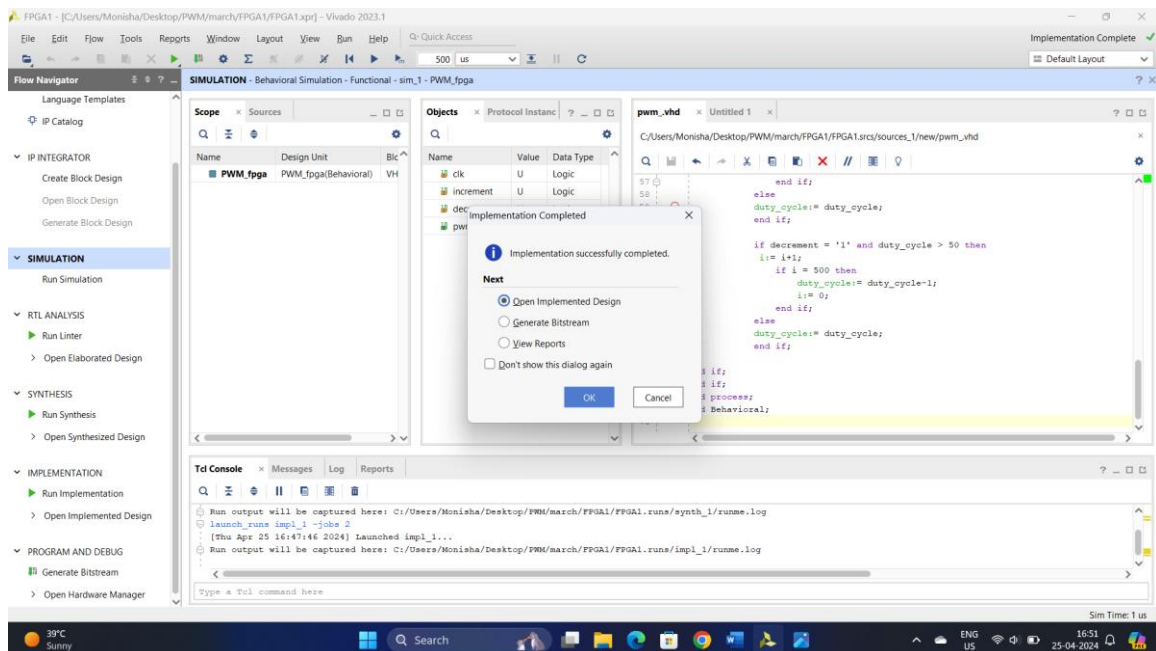 FPGA1 - [C:/Users/Monisha/Desktop/PWM/march/FPGA1/FPGA1.xpr] - Vivado 2023.1
File Edit Flow Tools Reports Window Layout View Run Help Quick Access
Implementation Complete
500 us
Default Layout
Flow Navigator
SIMULATION - Behavioral Simulation - Functional - sim_1 - PWM_fpga
Language Templates
IP Catalog
IP INTEGRATOR
Create Block Design
Open Block Design
Generate Block Design
SIMULATION
Run Simulation
RTL ANALYSIS
Run Linter
Open Elaborated Design
SYNTHESIS
Run Synthesis
Open Synthesized Design
IMPLEMENTATION
Run Implementation
Open Implemented Design
PROGRAM AND DEBUG
Generate Bitstream
Open Hardware Manager
Scope Sources
Name Design Unit Blc
PWM_fpga PWM_fpga(Behavioral) VH
Objects Protocol Instanc
Name Value Data Type
clk U Logic
increment U Logic
dec
pw
pwm_.vhd Untitled 1
C:/Users/Monisha/Desktop/PWM/march/FPGA1/FPGA1.srcs/sources_1/new/pwm_.vhd
57 end if;
58 else
duty_cycle:= duty_cycle;
end if;
if decrement = '1' and duty_cycle > 50 then
i:= i+1;
if i = 500 then
duty_cycle:= duty_cycle-1;
i:= 0;
end if;
else
duty_cycle:= duty_cycle;
end if;
if;
if;
process;
Behavioral;
Implementation Completed
Implementation successfully completed.
Next
Open Implemented Design
Generate Bitstream
View Reports
Don't show this dialog again
OK Cancel
Tcl Console Messages Log Reports
Run output will be captured here: C:/Users/Monisha/Desktop/PWM/march/FPGA1/FPGA1.runs/synth_1/runme.log
launch_runs impl_1 -jobs 2
[Thu Apr 25 16:47:46 2024] Launched impl_1...
Run output will be captured here: C:/Users/Monisha/Desktop/PWM/march/FPGA1/FPGA1.runs/impl_1/runme.log
Type a Tcl command here
Sim Time: 1 us
39°C
Sunny
Search
ENG
US
16:51
25-04-2024